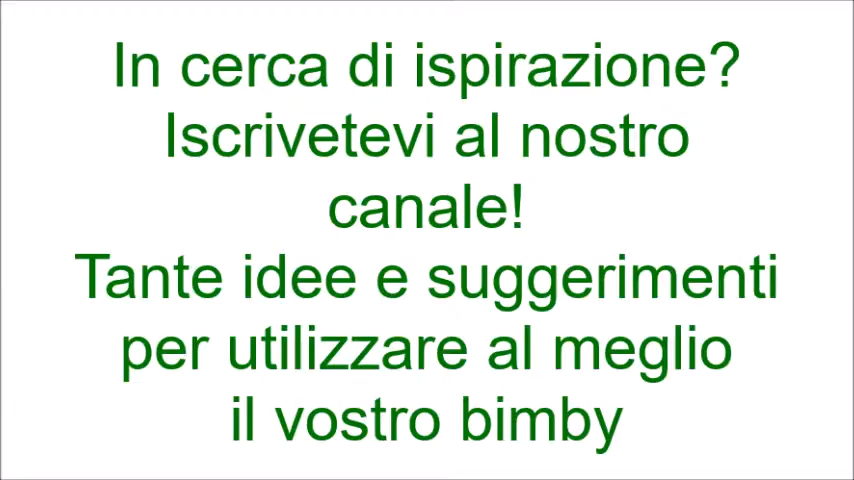 In cerca di ispirazione?
Iscrivetevi al nostro
canale!
Tante idee e suggerimenti
per utilizzare al meglio
il vostro bimby